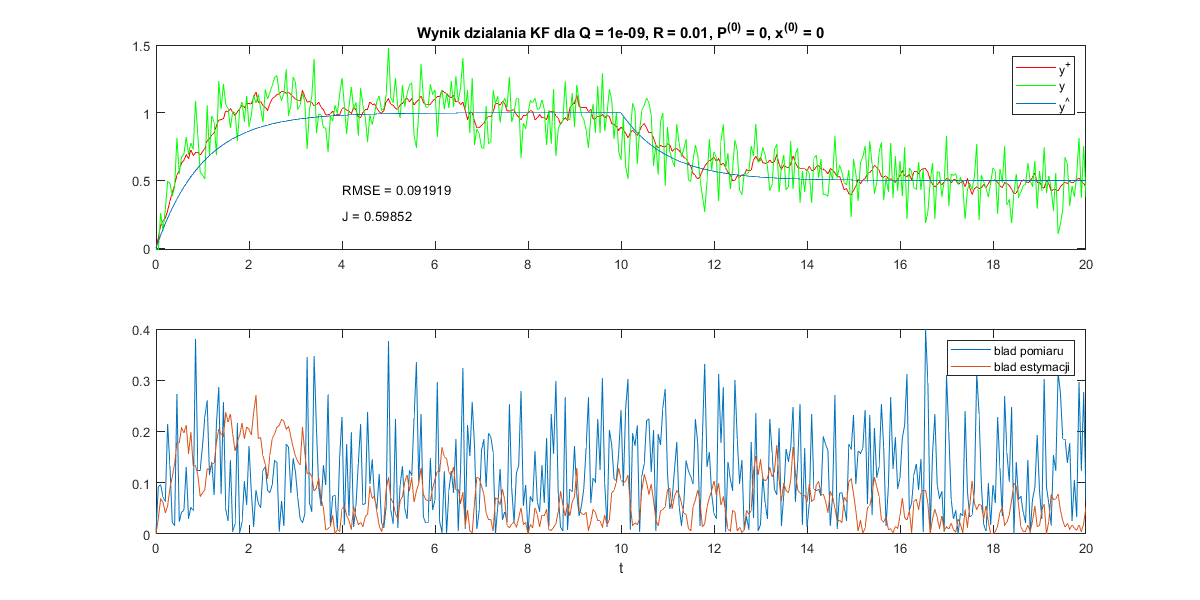 Wynik dzialania KF dla Q = 1e-09, R = 0.01, P^(0) = 0, x^(0) = 0
1.5
1
0.5
0
y^+
y
y^^
RMSE = 0.091919
J = 0.59852
0 2 4 6 8 10 12 14 16 18 20
0.4
0.3
0.2
0.1
0
blad pomiaru
blad estymacji
0 2 4 6 8 10 12 14 16 18 20
t